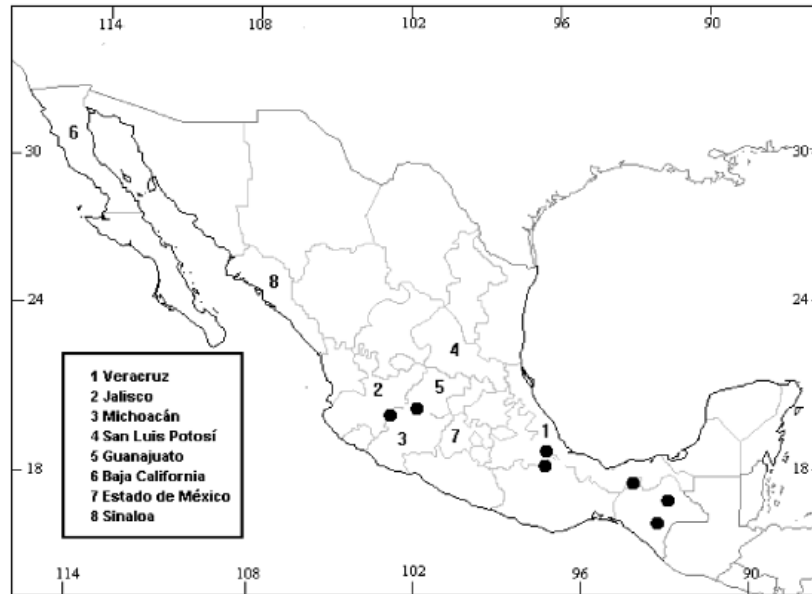 114 108 102 96 90
6
30 30
8
24 24
4
5
2
1
3 7
18 18
1 Veracruz
2 Jalisco
3 Michoacán
4 San Luis Potosí
5 Guanajuato
6 Baja California
7 Estado de México
8 Sinaloa
114 108 102 96 90